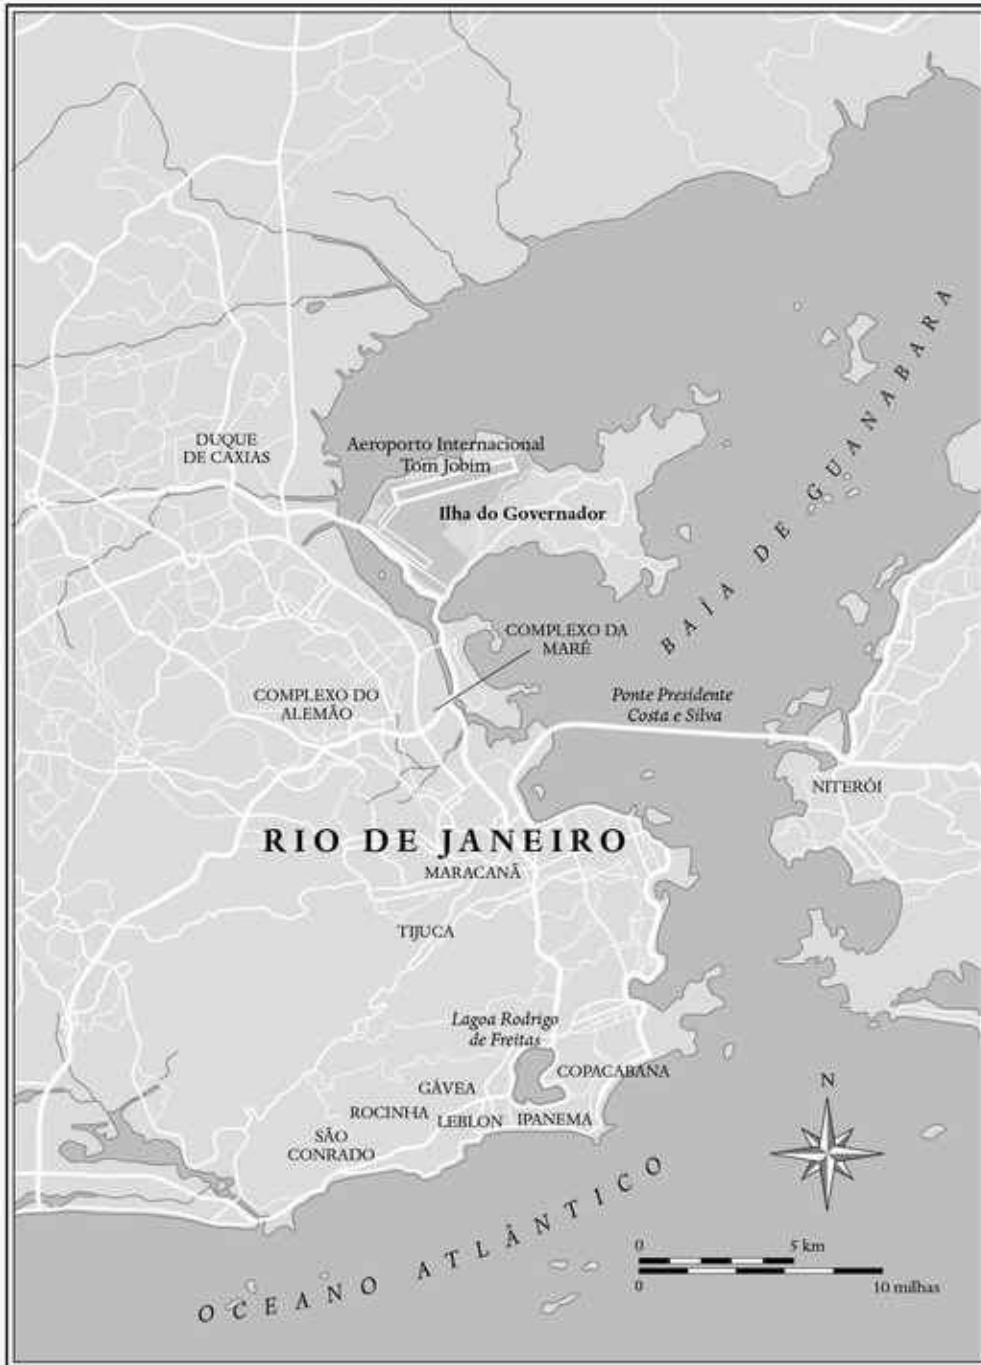 DUQUE
DE CAXIAS
Aeroporto Internacional
Tom Jobim
Ilha do Governador
BAÍA DE GUANABARA
COMPLEXO DA
MARÉ
COMPLEXO DO
ALEMÃO
Ponte Presidente
Costa e Silva
NITERÓI
RIO DE JANEIRO
MARACANÃ
TIJUCA
Lagoa Rodrigo
de Freitas
COPACABANA
GÁVEA
ROCINHA
LEBLON
IPANEMA
SÃO
CONRADO
N
OCEANO ATLÂNTICO
0 5 km
0 10 milhas